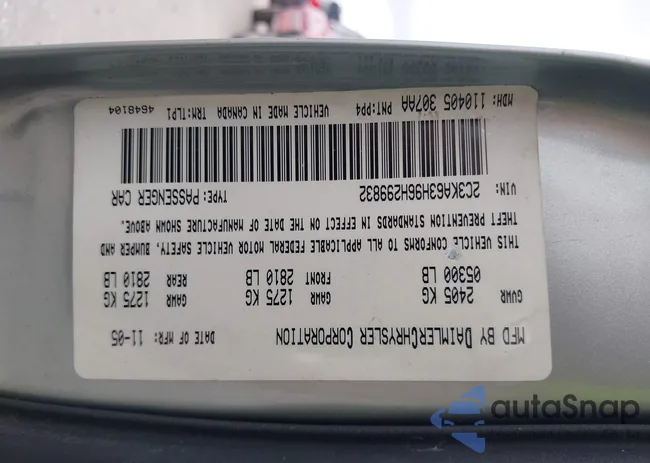 MFD BY DAIMLERCHRYSLER CORPORATION DATE OF MFR: 11-05
GVWR 2405 KG GAWR 1275 KG GAWR 1275 KG
05300 LB FRONT 2810 LB REAR 2810 LB
THIS VEHICLE CONFORMS TO ALL APPLICABLE FEDERAL MOTOR VEHICLE SAFETY, BUMPER AND
THEFT PREVENTION STANDARDS IN EFFECT ON THE DATE OF MANUFACTURE SHOWN ABOVE.
VIN: 2C3KA63H96H299832 TYPE: PASSENGER CAR
MDH: 110405 307AA PNT:PP4 VEHICLE MADE IN CANADA TRM:TLP1 4648104
autoSnap